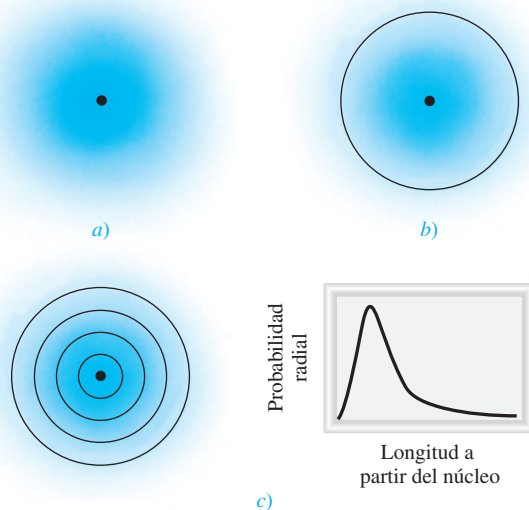 a)
b)
Probabilidad
radial
Longitud a
partir del núcleo
c)